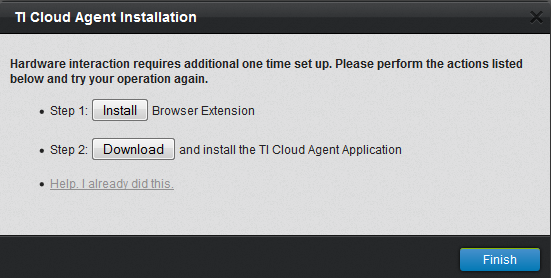 TI Cloud Agent Installation
Hardware interaction requires additional one time set up. Please perform the actions listed
below and try your operation again.
• Step 1: Install Browser Extension
• Step 2: Download and install the TI Cloud Agent Application
• Help. I already did this.
Finish